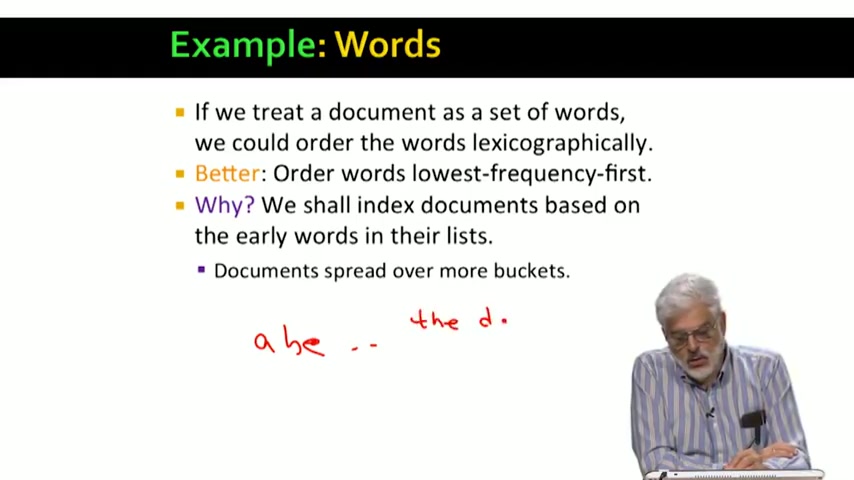 Example: Words
If we treat a document as a set of words,
we could order the words lexicographically.
Better: Order words lowest-frequency-first.
Why? We shall index documents based on
the early words in their lists.
Documents spread over more buckets.
the d.
abe ..